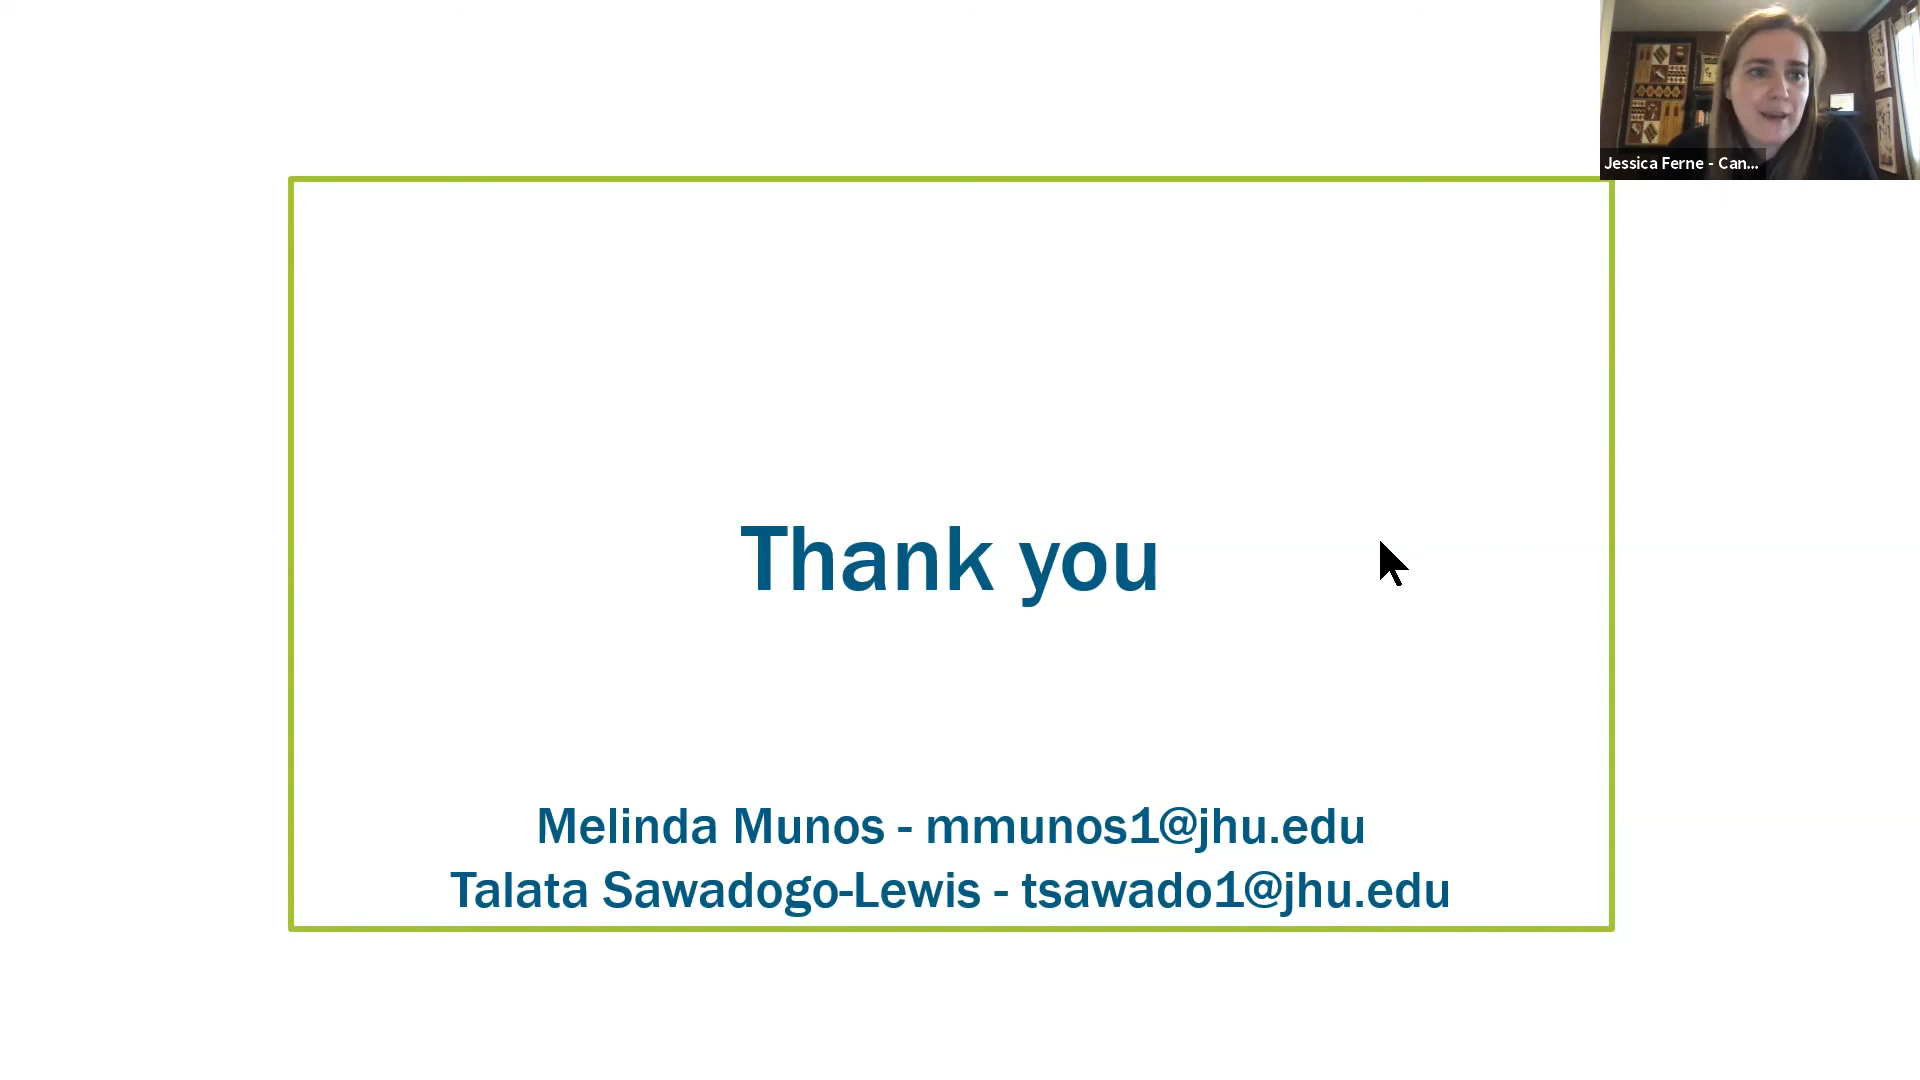 Jessica Ferne - Can...
Thank you
Melinda Munos - mmunos1@jhu.edu
Talata Sawadogo-Lewis - tsawado1@jhu.edu